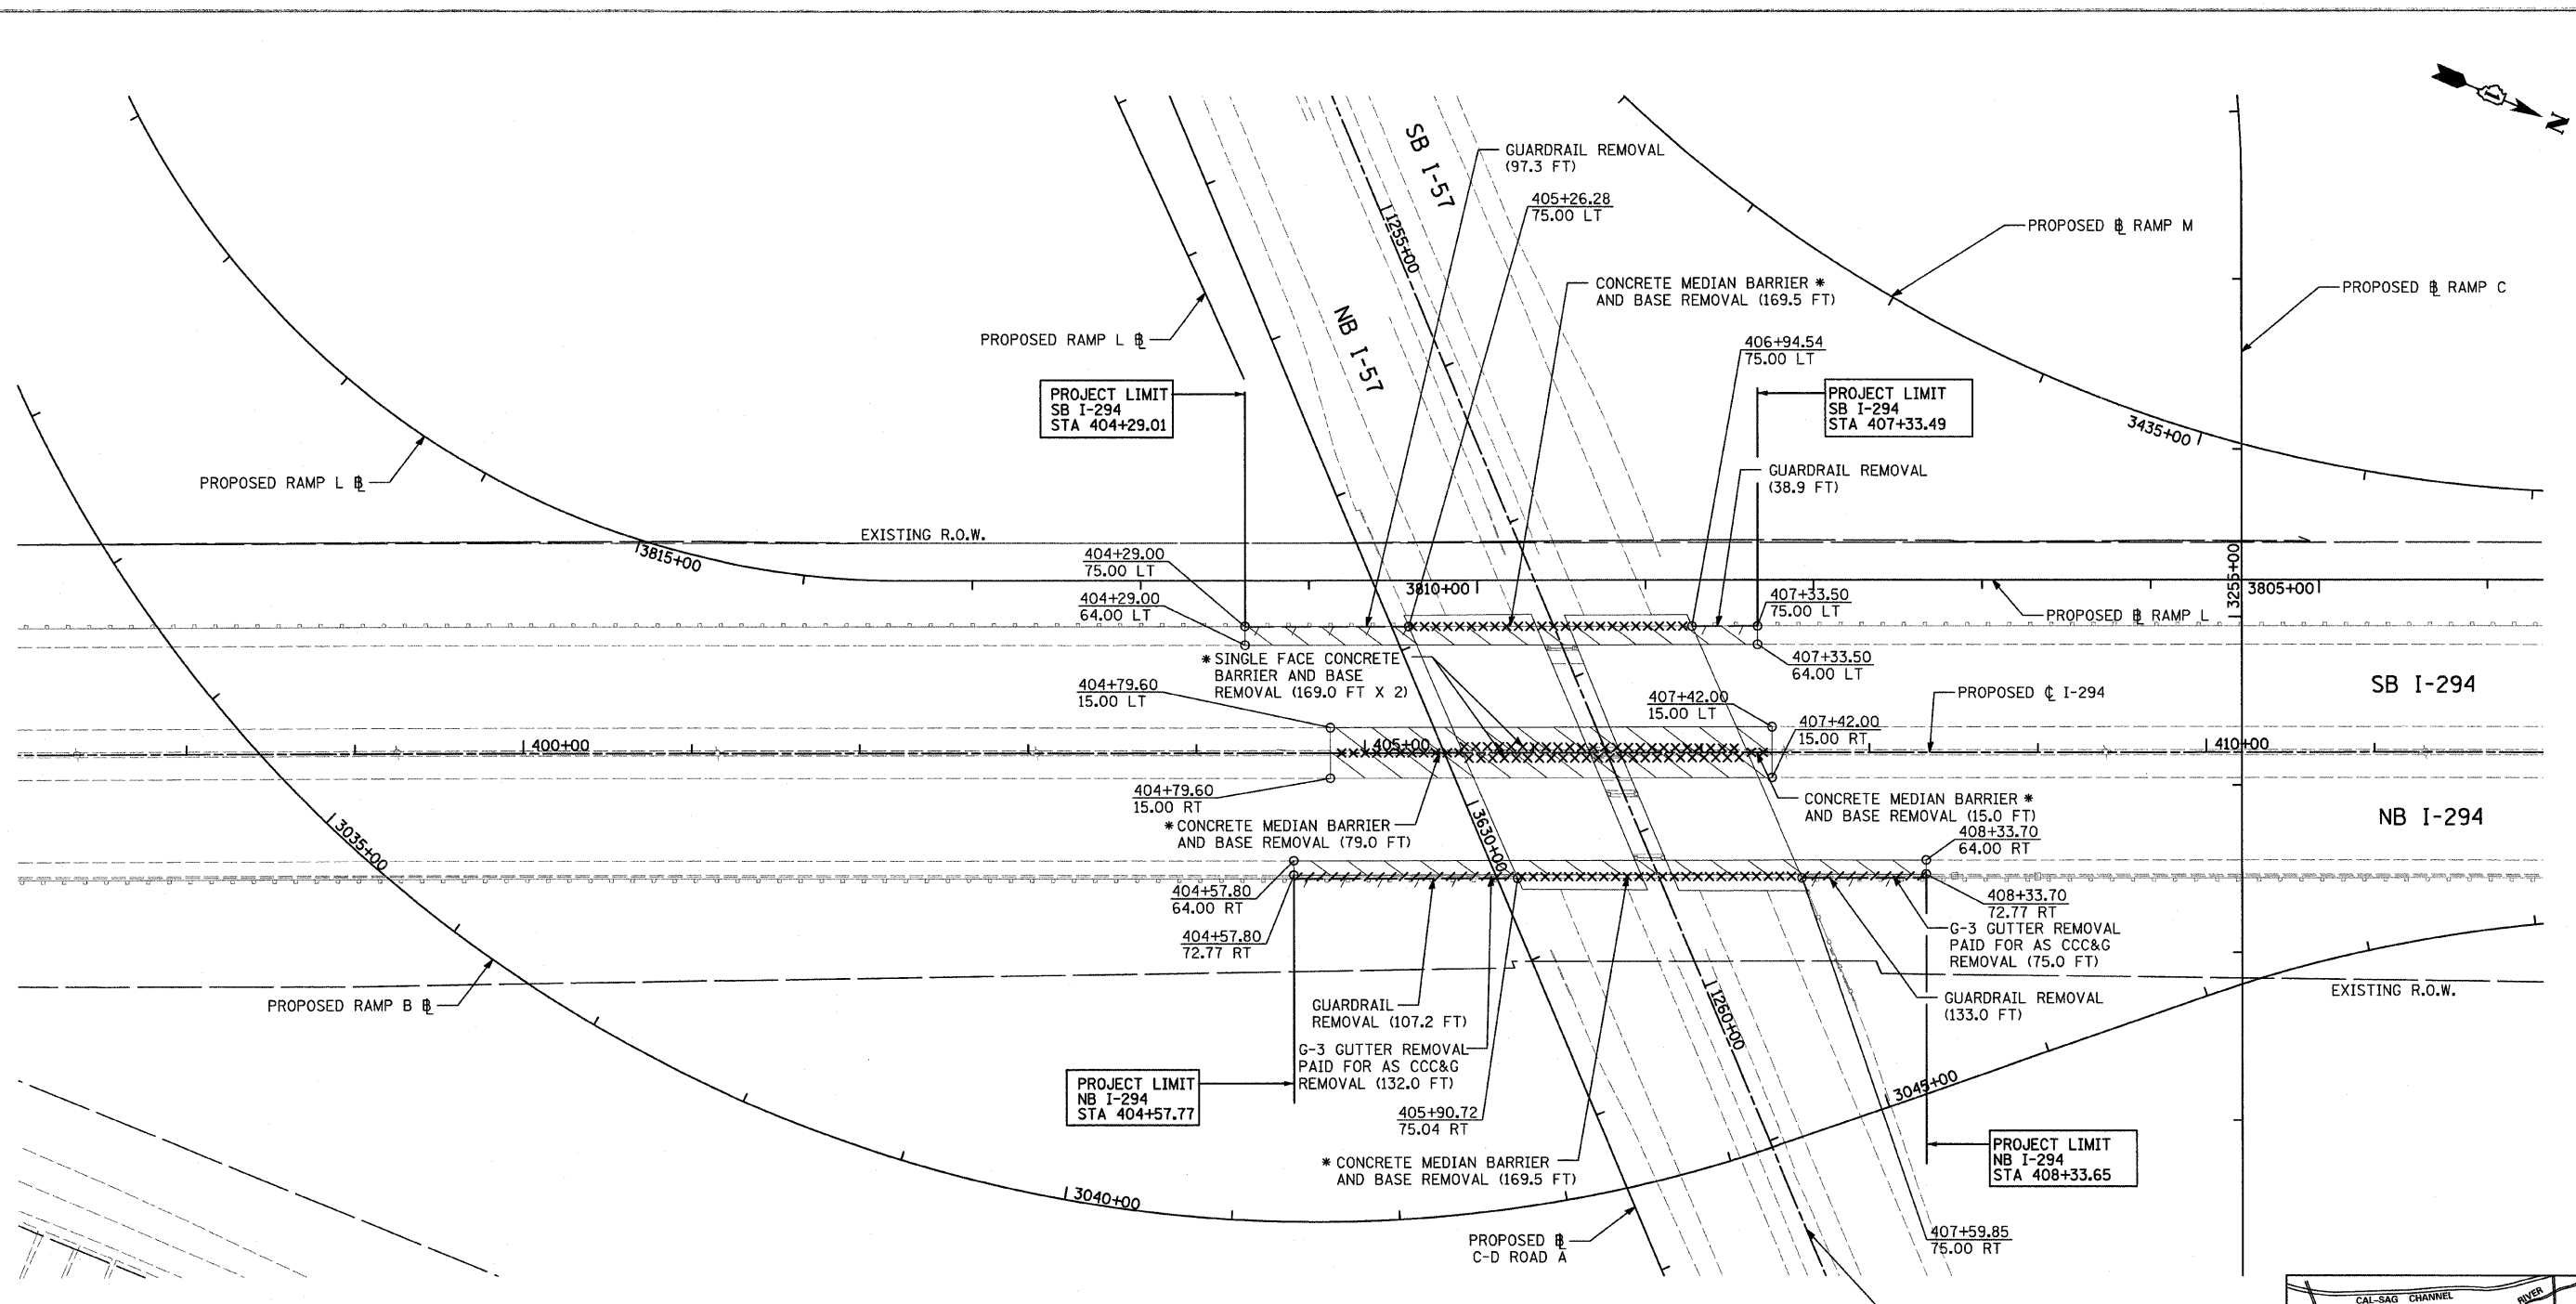 N
1
SB I-57
GUARDRAIL REMOVAL
(97.3 FT)
405+26.28
75.00 LT
1255+00
PROPOSED ⅊ RAMP M
CONCRETE MEDIAN BARRIER *
AND BASE REMOVAL (169.5 FT)
PROPOSED ⅊ RAMP C
NB I-57
PROPOSED RAMP L ⅊
406+94.54
75.00 LT
PROJECT LIMIT
SB I-294
STA 404+29.01
PROJECT LIMIT
SB I-294
STA 407+33.49
3435+00
PROPOSED RAMP L ⅊
GUARDRAIL REMOVAL
(38.9 FT)
EXISTING R.O.W.
3815+00
404+29.00
75.00 LT
3810+00
3255+00
3805+00
404+29.00
64.00 LT
407+33.50
75.00 LT
PROPOSED ⅊ RAMP L
*SINGLE FACE CONCRETE
BARRIER AND BASE
REMOVAL (169.0 FT X 2)
407+33.50
64.00 LT
404+79.60
15.00 LT
407+42.00
15.00 LT
PROPOSED ℄ I-294
SB I-294
407+42.00
15.00 RT
400+00
405+00
410+00
404+79.60
15.00 RT
CONCRETE MEDIAN BARRIER *
AND BASE REMOVAL (15.0 FT)
NB I-294
*CONCRETE MEDIAN BARRIER
AND BASE REMOVAL (79.0 FT)
3630+00
3035+00
408+33.70
64.00 RT
404+57.80
64.00 RT
408+33.70
72.77 RT
404+57.80
72.77 RT
G-3 GUTTER REMOVAL
PAID FOR AS CCC&G
REMOVAL (75.0 FT)
PROPOSED RAMP B ⅊
GUARDRAIL
REMOVAL (107.2 FT)
1260+00
GUARDRAIL REMOVAL
(133.0 FT)
EXISTING R.O.W.
G-3 GUTTER REMOVAL
PAID FOR AS CCC&G
REMOVAL (132.0 FT)
PROJECT LIMIT
NB I-294
STA 404+57.77
3045+00
405+90.72
75.04 RT
PROJECT LIMIT
NB I-294
STA 408+33.65
* CONCRETE MEDIAN BARRIER
AND BASE REMOVAL (169.5 FT)
3040+00
PROPOSED ⅊
C-D ROAD A
407+59.85
75.00 RT
CAL-SAG CHANNEL
RIVER